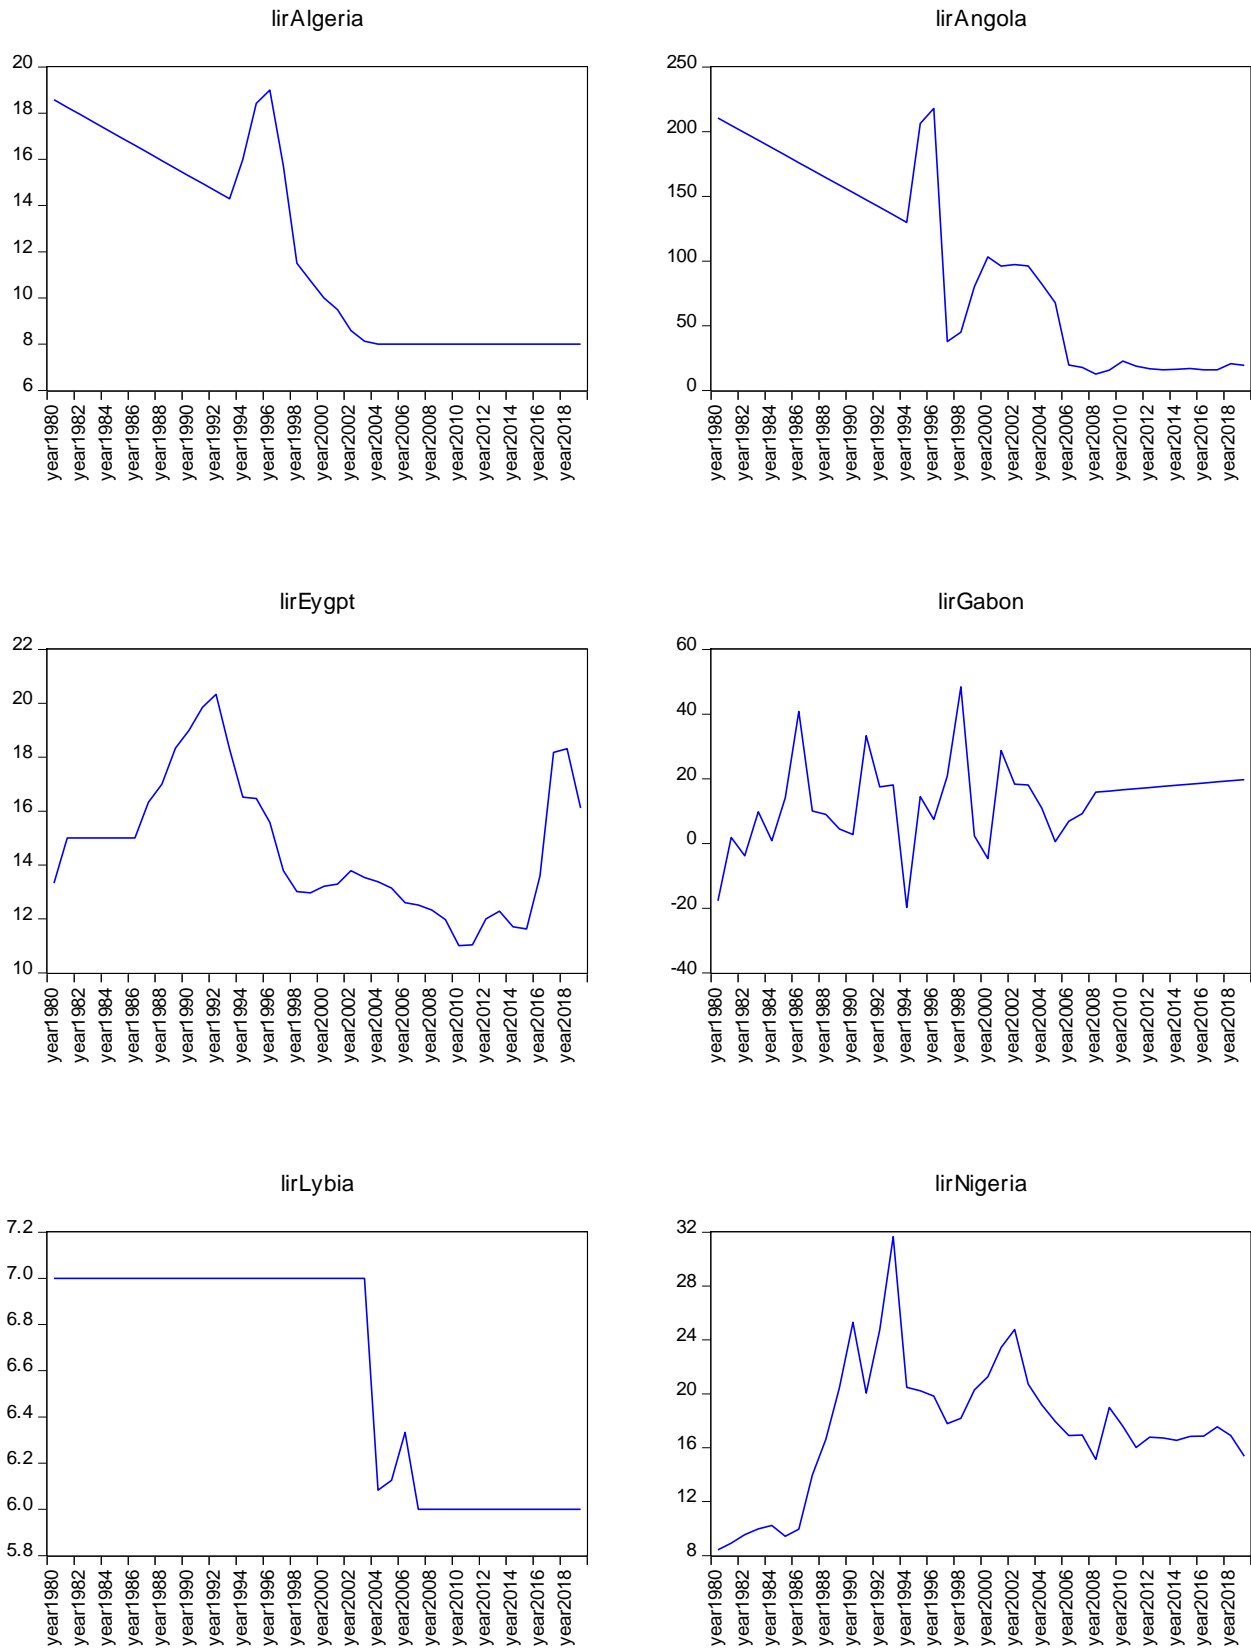 lirAlgeria
20
18
16
14
12
10
8
6
year1980
year1982
year1984
year1986
year1988
year1990
year1992
year1994
year1996
year1998
year2000
year2002
year2004
year2006
year2008
year2010
year2012
year2014
year2016
year2018
lirAngola
250
200
150
100
50
0
year1980
year1982
year1984
year1986
year1988
year1990
year1992
year1994
year1996
year1998
year2000
year2002
year2004
year2006
year2008
year2010
year2012
year2014
year2016
year2018
lirEygpt
22
20
18
16
14
12
10
year1980
year1982
year1984
year1986
year1988
year1990
year1992
year1994
year1996
year1998
year2000
year2002
year2004
year2006
year2008
year2010
year2012
year2014
year2016
year2018
lirGabon
60
40
20
0
-20
-40
year1980
year1982
year1984
year1986
year1988
year1990
year1992
year1994
year1996
year1998
year2000
year2002
year2004
year2006
year2008
year2010
year2012
year2014
year2016
year2018
lirLybia
7.2
7.0
6.8
6.6
6.4
6.2
6.0
5.8
year1980
year1982
year1984
year1986
year1988
year1990
year1992
year1994
year1996
year1998
year2000
year2002
year2004
year2006
year2008
year2010
year2012
year2014
year2016
year2018
lirNigeria
32
28
24
20
16
12
8
year1980
year1982
year1984
year1986
year1988
year1990
year1992
year1994
year1996
year1998
year2000
year2002
year2004
year2006
year2008
year2010
year2012
year2014
year2016
year2018